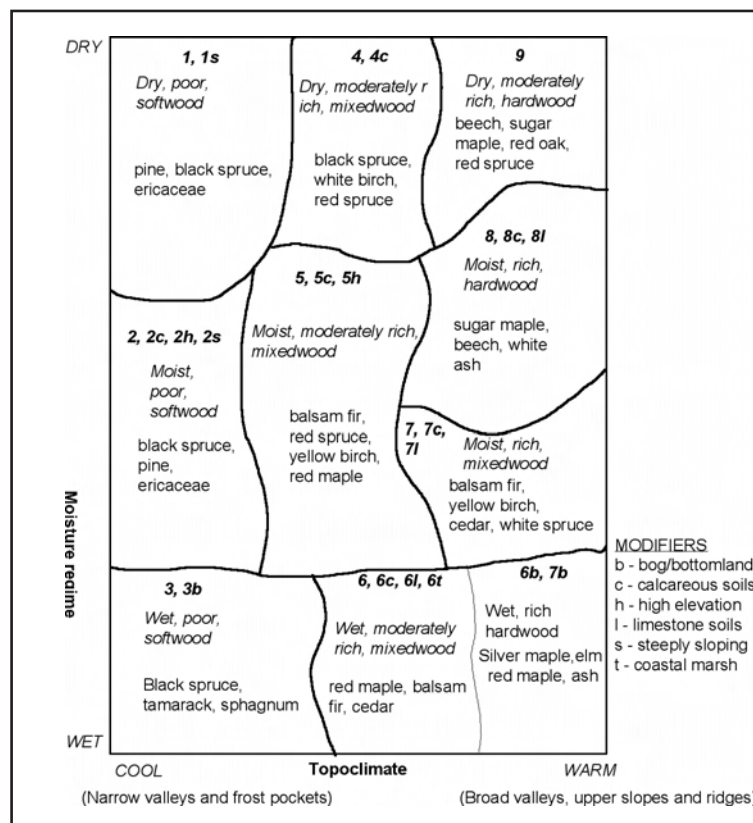 DRY
1, 1s
Dry, poor,
softwood
pine, black spruce,
ericaceae
4, 4c
Dry, moderately r
ich, mixedwood
black spruce,
white birch,
red spruce
9
Dry, moderately
rich, hardwood
beech, sugar
maple, red oak,
red spruce
8, 8c, 8l
Moist, rich,
hardwood
sugar maple,
beech, white
ash
5, 5c, 5h
Moist, moderately rich,
mixedwood
balsam fir,
red spruce,
yellow birch,
red maple
2, 2c, 2h, 2s
Moist,
poor,
softwood
black spruce,
pine,
ericaceae
7, 7c,
7l
Moist, rich,
mixedwood
balsam fir,
yellow birch,
cedar, white spruce
Moisture regime
3, 3b
Wet, poor,
softwood
Black spruce,
tamarack, sphagnum
6, 6c, 6l, 6t
Wet, moderately
rich, mixedwood
red maple, balsam
fir, cedar
6b, 7b
Wet, rich
hardwood
Silver maple,elm
red maple, ash
MODIFIERS
b - bog/bottomland
c - calcareous soils
h - high elevation
l - limestone soils
s - steeply sloping
t - coastal marsh
WET
COOL
Topoclimate
WARM
(Narrow valleys and frost pockets)
(Broad valleys, upper slopes and ridges)